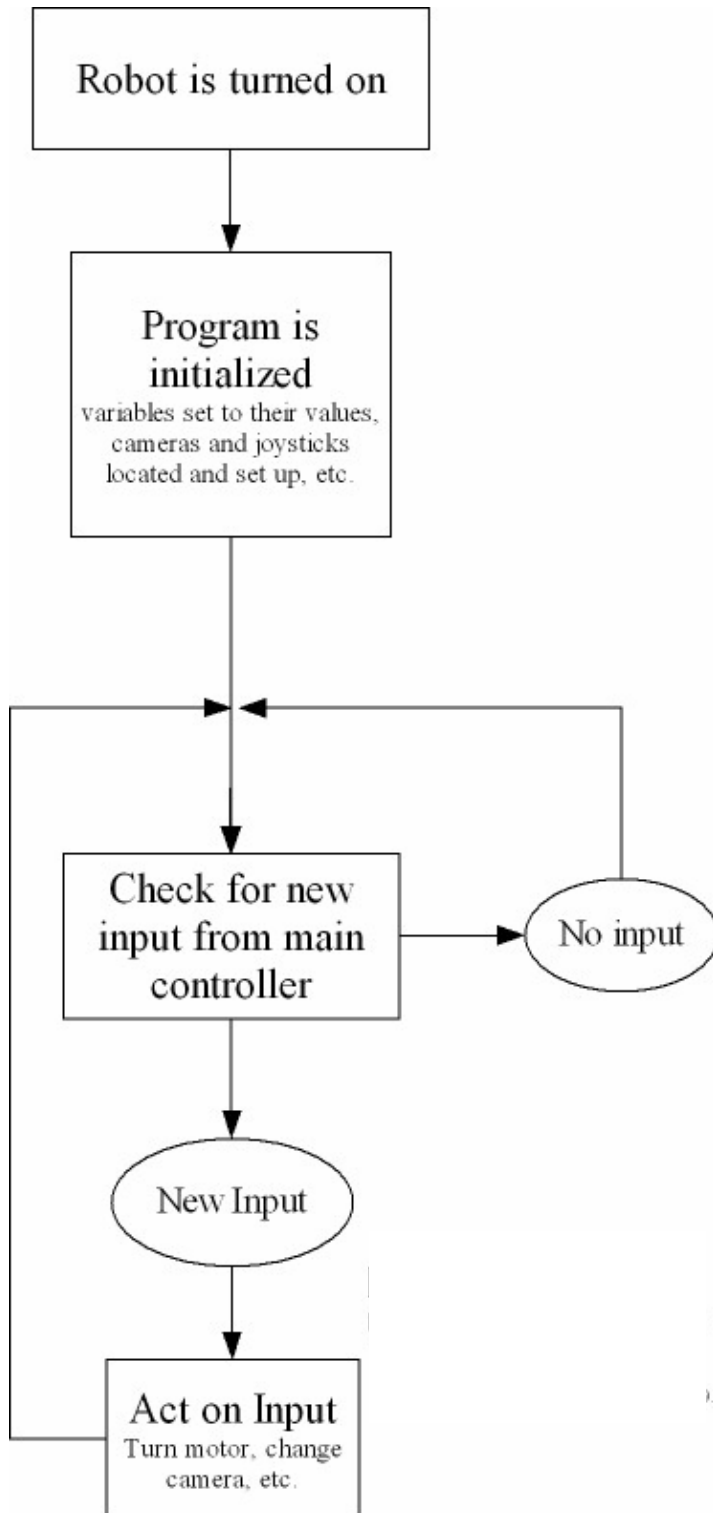 Robot is turned on
Program is
initialized
variables set to their values,
cameras and joysticks
located and set up, etc.
Check for new
input from main
controller
No input
New Input
Act on Input
Turn motor, change
camera, etc.